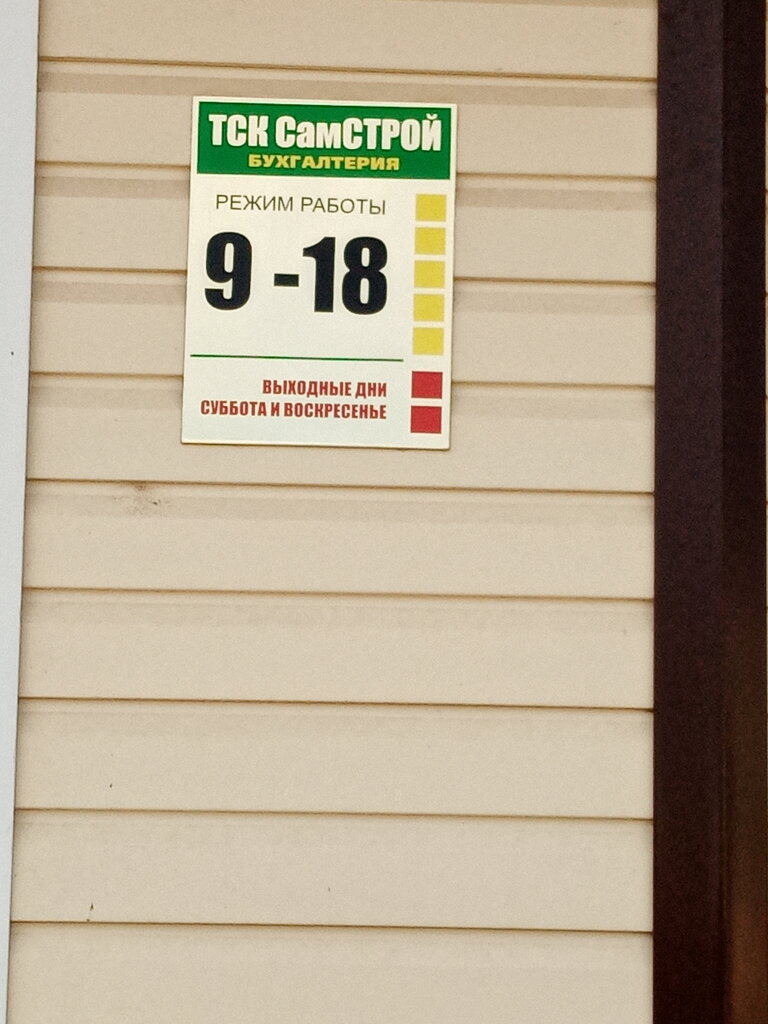 ТСК СамСТРОЙ
БУХГАЛТЕРИЯ
РЕЖИМ РАБОТЫ
9 -18
ВЫХОДНЫЕ ДНИ
СУББОТА И ВОСКРЕСЕНЬЕ